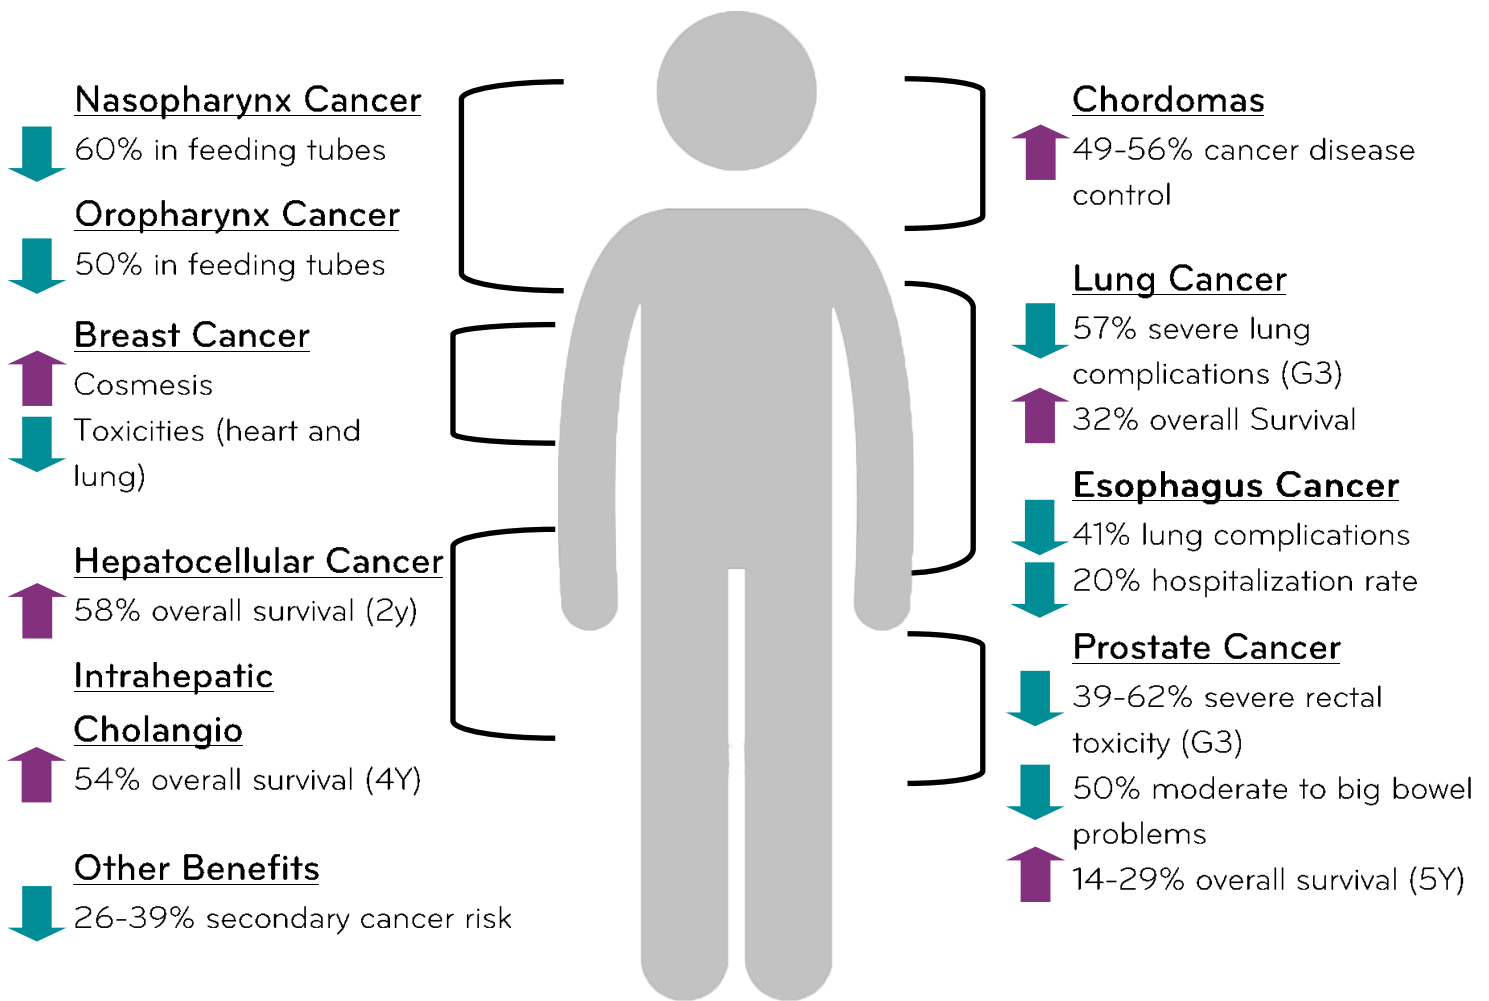 Nasopharynx Cancer
60% in feeding tubes
Oropharynx Cancer
50% in feeding tubes
Breast Cancer
Cosmesis
Toxicities (heart and
lung)
Hepatocellular Cancer
58% overall survival (2y)
Intrahepatic
Cholangio
54% overall survival (4Y)
Other Benefits
26-39% secondary cancer risk
Chordomas
49-56% cancer disease
control
Lung Cancer
57% severe lung
complications (G3)
32% overall Survival
Esophagus Cancer
41% lung complications
20% hospitalization rate
Prostate Cancer
39-62% severe rectal
toxicity (G3)
50% moderate to big bowel
problems
14-29% overall survival (5Y)